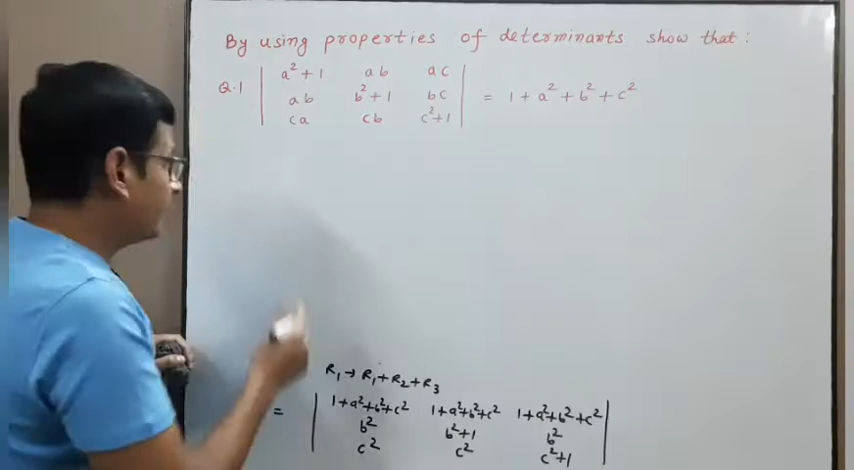 By using properties of determinants show that :
Q.1 | a²+1 ab ac |
| ab b²+1 bc | = 1 + a² + b² + c²
| ca cb c²+1 |
R₁ → R₁+R₂+R₃
= | 1+a²+b²+c² 1+a²+b²+c² 1+a²+b²+c² |
| b² b²+1 b² |
| c² c² c²+1 |